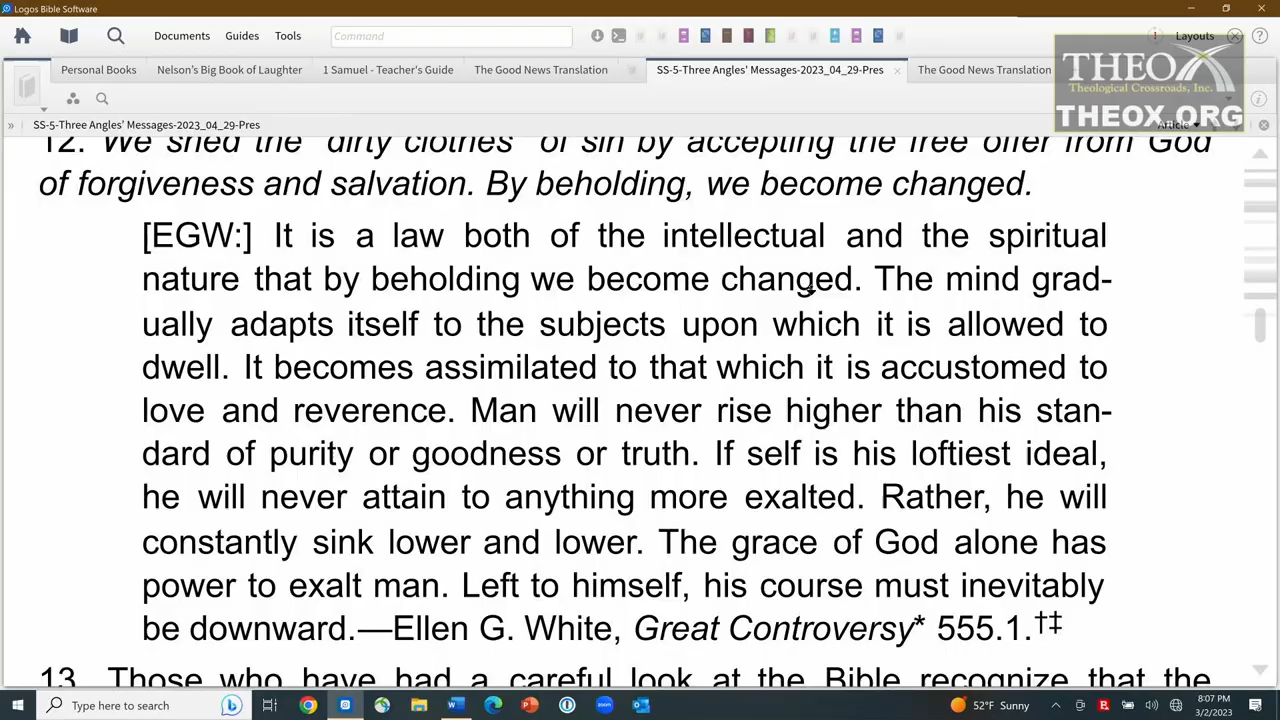 Logos Bible Software
Documents Guides Tools Command Layouts
Personal Books Nelson's Big Book of Laughter 1 Samuel - Teacher's Guide The Good News Translation SS-5-Three Angles' Messages-2023_04_29-Pres The Good News Translation
THEOX
Theological Crossroads, Inc.
THEOX.ORG
SS-5-Three Angles' Messages-2023_04_29-Pres Article
12. We shed the "dirty clothes" of sin by accepting the free offer from God
of forgiveness and salvation. By beholding, we become changed.
[EGW:] It is a law both of the intellectual and the spiritual
nature that by beholding we become changed. The mind grad-
ually adapts itself to the subjects upon which it is allowed to
dwell. It becomes assimilated to that which it is accustomed to
love and reverence. Man will never rise higher than his stan-
dard of purity or goodness or truth. If self is his loftiest ideal,
he will never attain to anything more exalted. Rather, he will
constantly sink lower and lower. The grace of God alone has
power to exalt man. Left to himself, his course must inevitably
be downward.—Ellen G. White, Great Controversy* 555.1.†‡
13. Those who have had a careful look at the Bible recognize that the
Type here to search 52°F Sunny 8:07 PM
3/2/2023